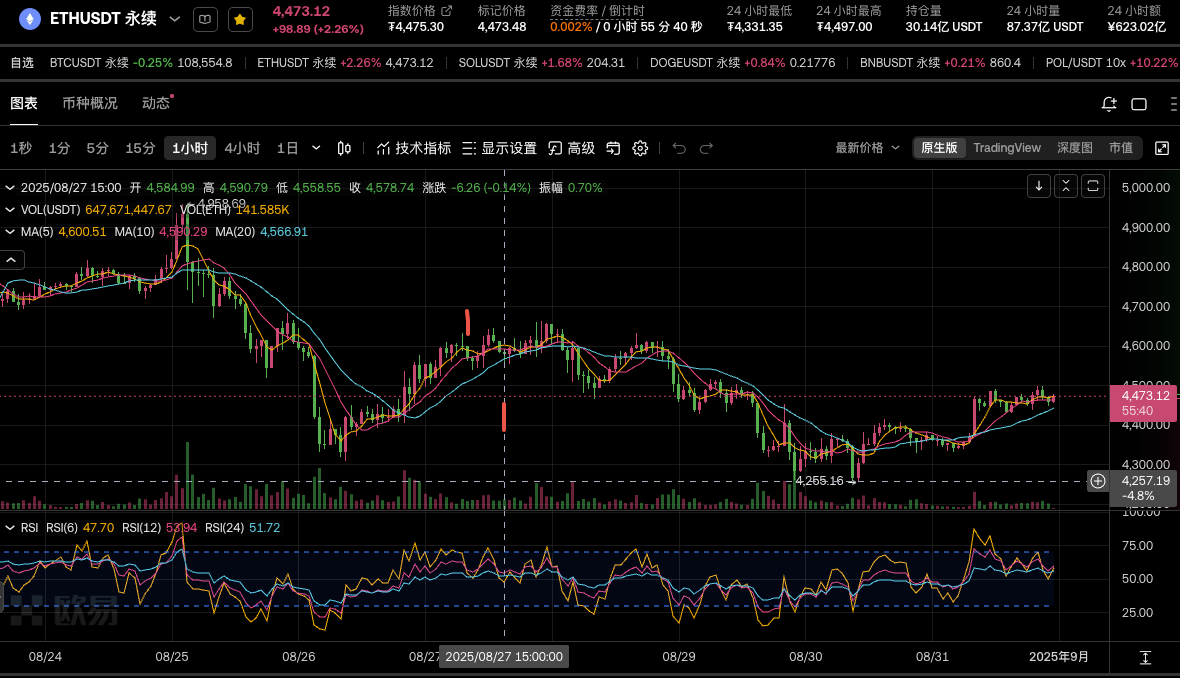 ETHUSDT 永续 4,473.12 +98.89 (+2.26%) 指数价格 ₮4,475.30 标记价格 4,473.48 资金费率 / 倒计时 0.002% / 0 小时 55 分 40 秒 24 小时最低 ₮4,331.35 24 小时最高 ₮4,497.00 持仓量 30.14亿 USDT 24 小时量 87.37亿 USDT 24 小时额 ¥623.02亿
自选 BTCUSDT 永续 -0.25% 108,554.8 ETHUSDT 永续 +2.26% 4,473.12 SOLUSDT 永续 +1.68% 204.31 DOGEUSDT 永续 +0.84% 0.21776 BNBUSDT 永续 +0.21% 860.4 POL/USDT 10x +10.22%
图表 币种概况 动态
1秒 1分 5分 15分 1小时 4小时 1日 技术指标 显示设置 高级 最新价格 原生版 TradingView 深度图 市值
2025/08/27 15:00 开 4,584.99 高 4,590.79 低 4,558.55 收 4,578.74 涨跌 -6.26 (-0.14%) 振幅 0.70%
VOL(USDT) 647,671,447.67 VOL(ETH) 141.585K
4,958.69
MA(5) 4,600.51 MA(10) 4,590.29 MA(20) 4,566.91
5,000.00
4,900.00
4,800.00
4,700.00
4,600.00
4,500.00
4,473.12
55:40
4,400.00
4,300.00
4,255.16
4,257.19
-4.8%
RSI RSI(6) 47.70 RSI(12) 53.94 RSI(24) 51.72
100.00
75.00
50.00
25.00
欧易
08/24 08/25 08/26 08/27 2025/08/27 15:00:00 08/29 08/30 08/31 2025年9月